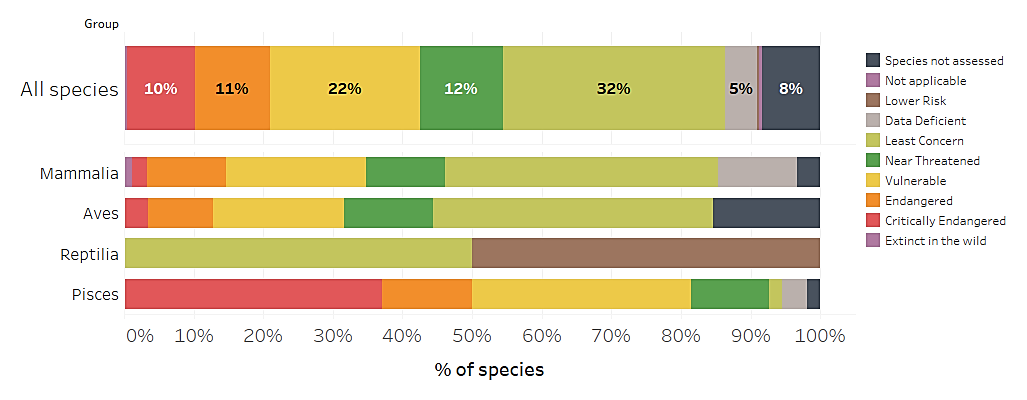 Group
All species
10%
11%
22%
12%
32%
5%
8%
Mammalia
Aves
Reptilia
Pisces
0%
10%
20%
30%
40%
50%
60%
70%
80%
90%
100%
% of species
Species not assessed
Not applicable
Lower Risk
Data Deficient
Least Concern
Near Threatened
Vulnerable
Endangered
Critically Endangered
Extinct in the wild